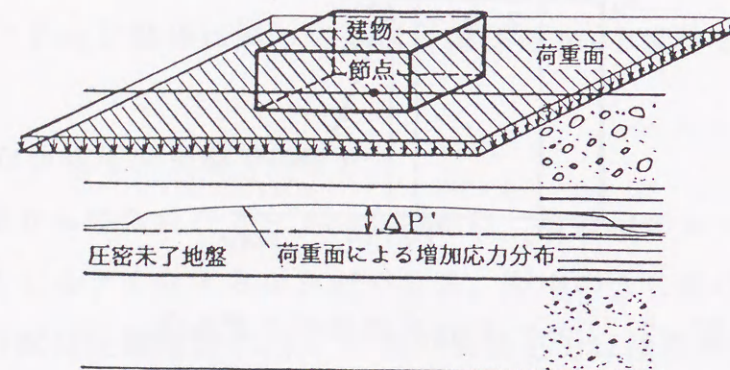 建物
節点
荷重面
ΔP'
圧密未了地盤
荷重面による増加応力分布